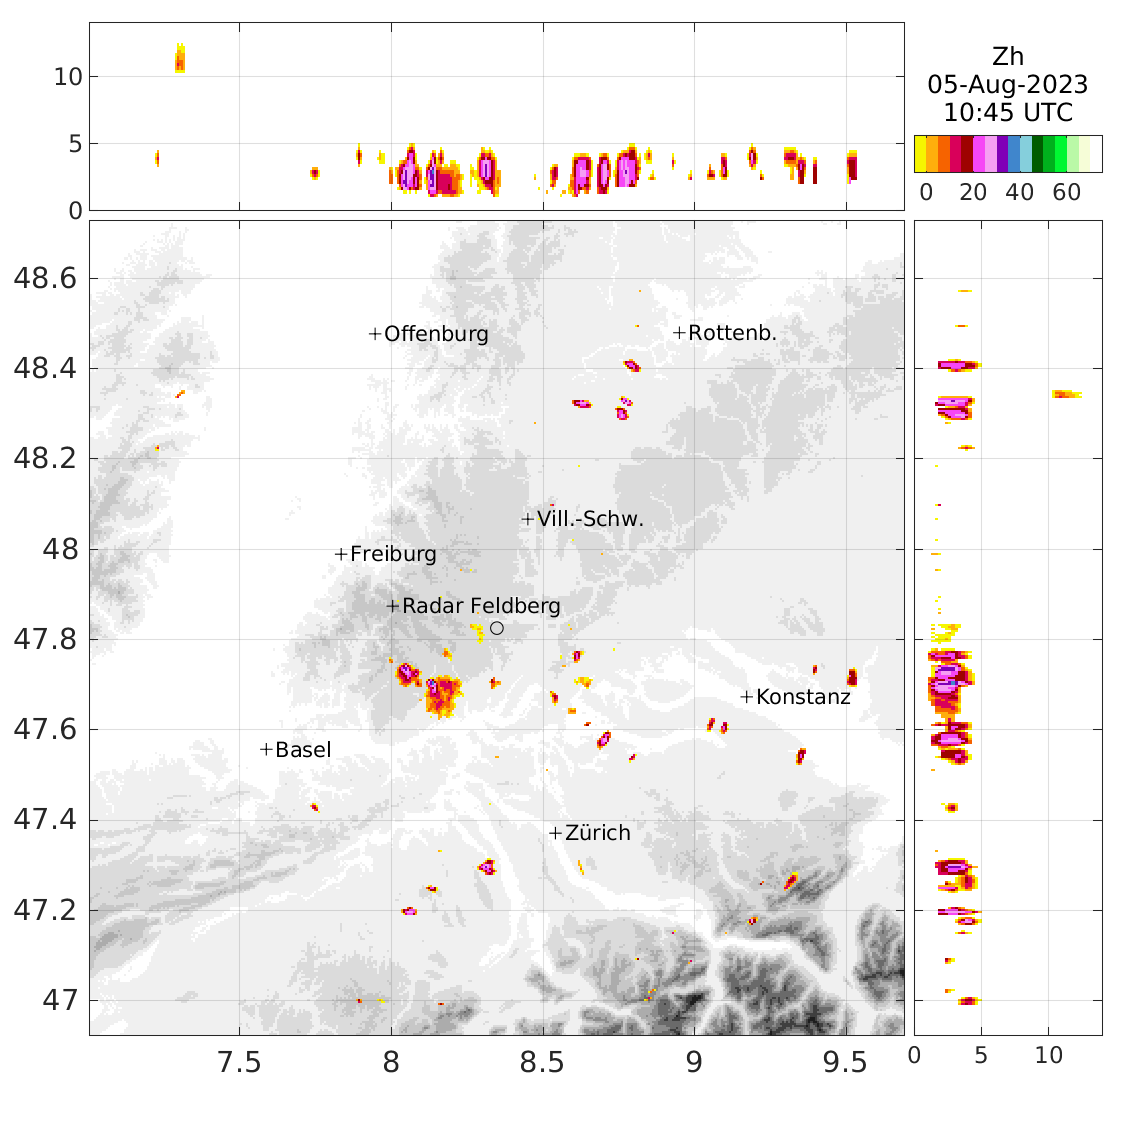 Zh
05-Aug-2023
10:45 UTC
0 20 40 60
10
5
0
48.6
48.4
48.2
48
47.8
47.6
47.4
47.2
47
+Offenburg
+Rottenb.
+Vill.-Schw.
+Freiburg
+Radar Feldberg
+Konstanz
+Basel
+Zürich
7.5 8 8.5 9 9.5
0 5 10